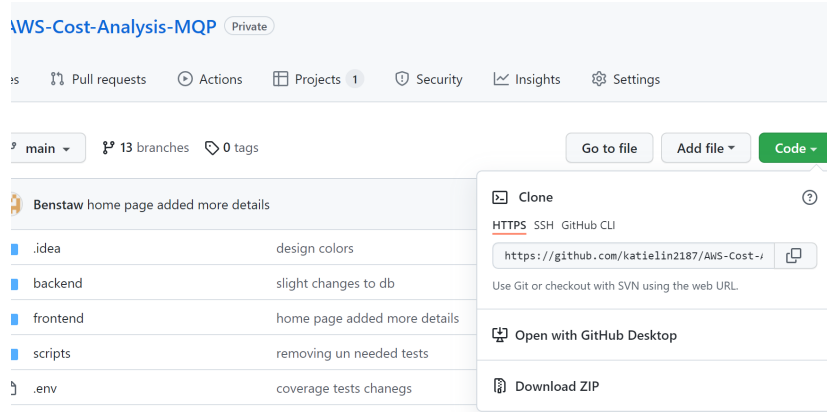 AWS-Cost-Analysis-MQP Private
es Pull requests Actions Projects 1 Security Insights Settings
main 13 branches 0 tags Go to file Add file Code
Clone
HTTPS SSH GitHub CLI
https://github.com/katielin2187/AWS-Cost-A
Use Git or checkout with SVN using the web URL.
Open with GitHub Desktop
Download ZIP
Benstaw home page added more details
.idea design colors
backend slight changes to db
frontend home page added more details
scripts removing un needed tests
.env coverage tests chanegs